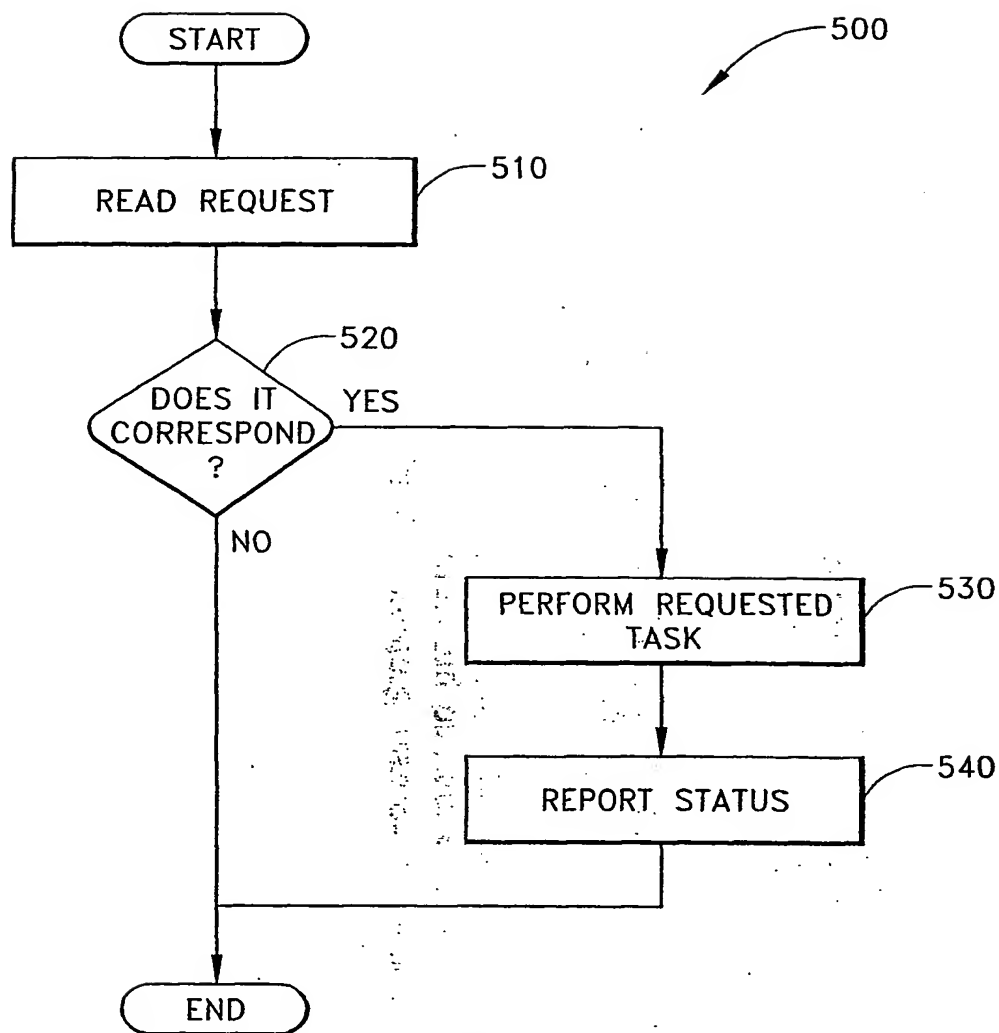 START
500
READ REQUEST
510
520
DOES IT
CORRESPOND
?
YES
NO
PERFORM REQUESTED
TASK
530
REPORT STATUS
540
END